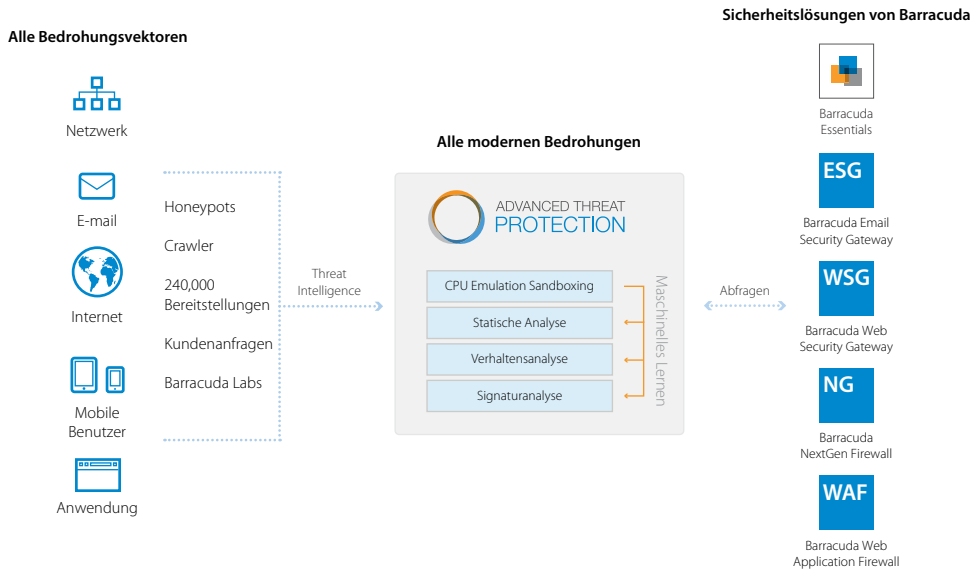 Alle Bedrohungsvektoren
Netzwerk
E-mail
Internet
Mobile
Benutzer
Anwendung
Honeypots
Crawler
240,000
Bereitstellungen
Kundenanfragen
Barracuda Labs
Threat
Intelligence
Alle modernen Bedrohungen
ADVANCED THREAT
PROTECTION
CPU Emulation Sandboxing
Statische Analyse
Verhaltensanalyse
Signaturanalyse
Maschinelles Lernen
Abfragen
Sicherheitslösungen von Barracuda
Barracuda
Essentials
ESG
Barracuda Email
Security Gateway
WSG
Barracuda Web
Security Gateway
NG
Barracuda
NextGen Firewall
WAF
Barracuda Web
Application Firewall